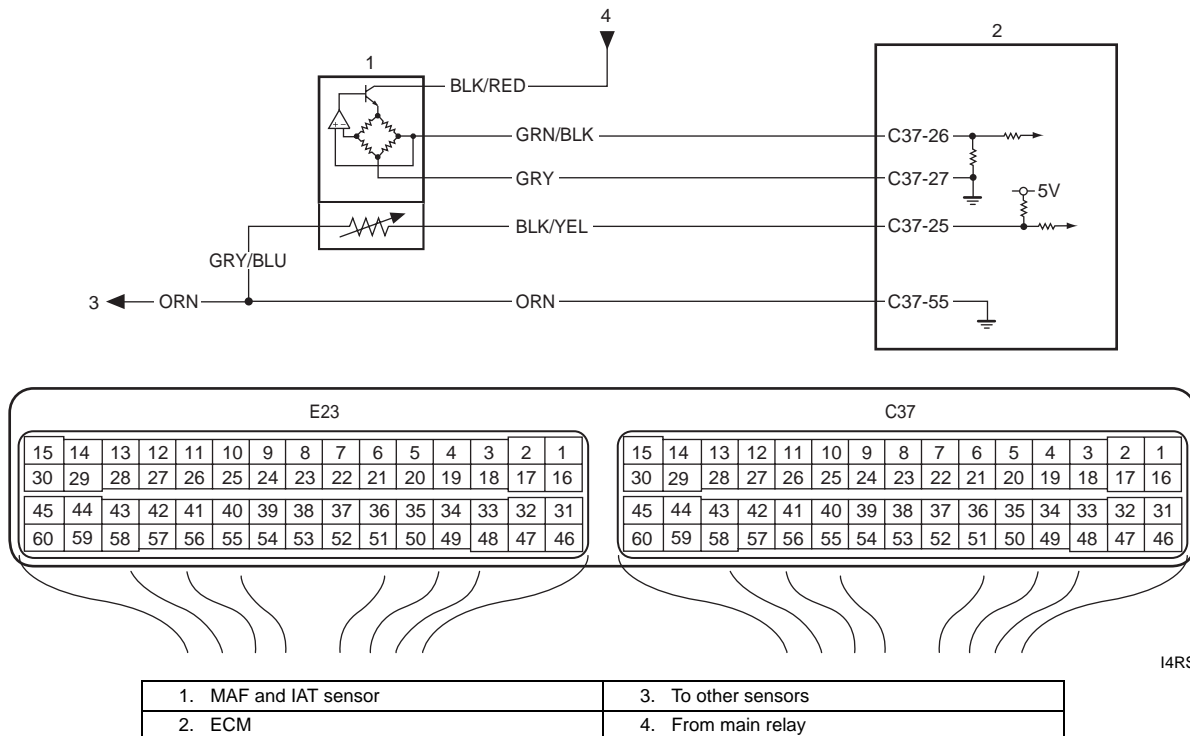 4
2
1
BLK/RED
GRN/BLK
C37-26
GRY
C37-27
5V
BLK/YEL
C37-25
GRY/BLU
3
ORN
ORN
C37-55
E23
C37
15 14 13 12 11 10 9 8 7 6 5 4 3 2 1
30 29 28 27 26 25 24 23 22 21 20 19 18 17 16
45 44 43 42 41 40 39 38 37 36 35 34 33 32 31
60 59 58 57 56 55 54 53 52 51 50 49 48 47 46
15 14 13 12 11 10 9 8 7 6 5 4 3 2 1
30 29 28 27 26 25 24 23 22 21 20 19 18 17 16
45 44 43 42 41 40 39 38 37 36 35 34 33 32 31
60 59 58 57 56 55 54 53 52 51 50 49 48 47 46
1. MAF and IAT sensor
3. To other sensors
2. ECM
4. From main relay